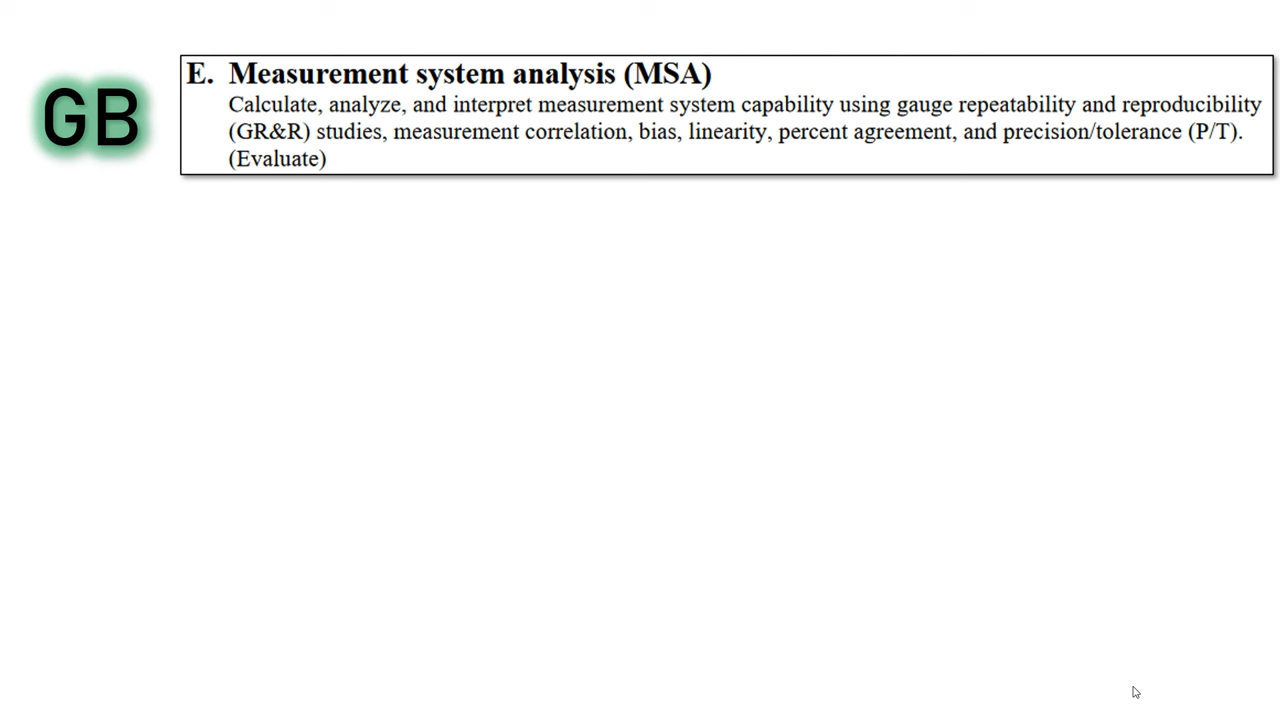 GB
E. Measurement system analysis (MSA)
Calculate, analyze, and interpret measurement system capability using gauge repeatability and reproducibility
(GR&R) studies, measurement correlation, bias, linearity, percent agreement, and precision/tolerance (P/T).
(Evaluate)